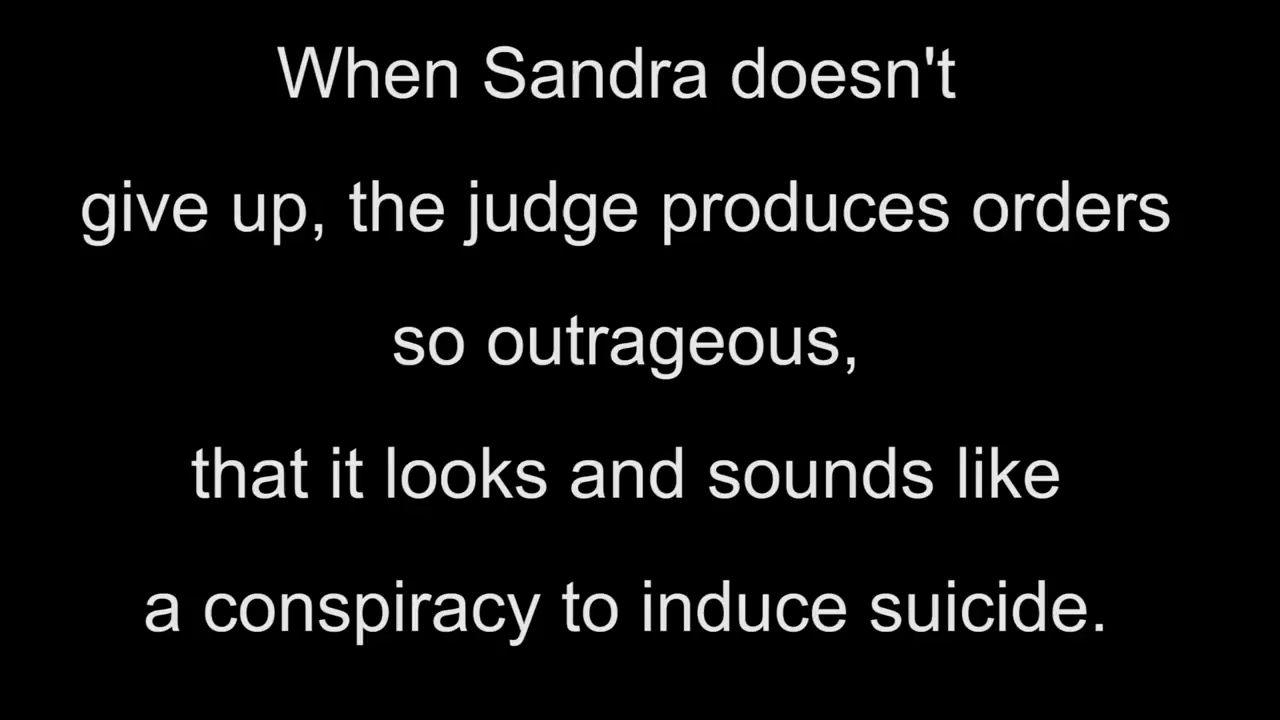 When Sandra doesn't
give up, the judge produces orders
so outrageous,
that it looks and sounds like
a conspiracy to induce suicide.